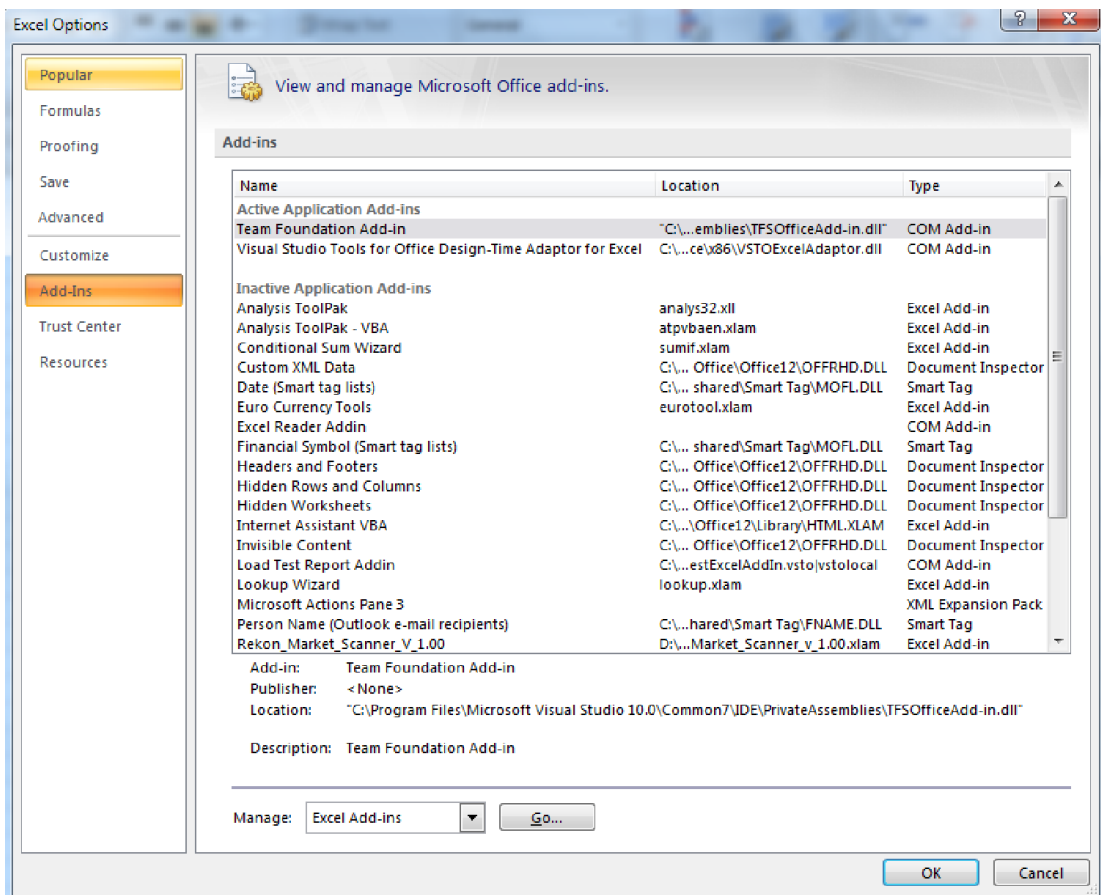 Excel Options
Popular
Formulas
Proofing
Save
Advanced
Customize
Add-Ins
Trust Center
Resources
View and manage Microsoft Office add-ins.
Add-ins
Name Location Type
Active Application Add-ins
Team Foundation Add-in "C:\...emblies\TFSOfficeAdd-in.dll" COM Add-in
Visual Studio Tools for Office Design-Time Adaptor for Excel C:\...ce\x86\VSTOExcelAdaptor.dll COM Add-in
Inactive Application Add-ins
Analysis ToolPak analys32.xll Excel Add-in
Analysis ToolPak - VBA atpvbaen.xlam Excel Add-in
Conditional Sum Wizard sumif.xlam Excel Add-in
Custom XML Data C:\... Office\Office12\OFFRHD.DLL Document Inspector
Date (Smart tag lists) C:\... shared\Smart Tag\MOFL.DLL Smart Tag
Euro Currency Tools eurotool.xlam Excel Add-in
Excel Reader Addin COM Add-in
Financial Symbol (Smart tag lists) C:\... shared\Smart Tag\MOFL.DLL Smart Tag
Headers and Footers C:\... Office\Office12\OFFRHD.DLL Document Inspector
Hidden Rows and Columns C:\... Office\Office12\OFFRHD.DLL Document Inspector
Hidden Worksheets C:\... Office\Office12\OFFRHD.DLL Document Inspector
Internet Assistant VBA C:\...\Office12\Library\HTML.XLAM Excel Add-in
Invisible Content C:\... Office\Office12\OFFRHD.DLL Document Inspector
Load Test Report Addin C:\...estExcelAddIn.vsto|vstolocal COM Add-in
Lookup Wizard lookup.xlam Excel Add-in
Microsoft Actions Pane 3 XML Expansion Pack
Person Name (Outlook e-mail recipients) C:\...hared\Smart Tag\FNAME.DLL Smart Tag
Rekon_Market_Scanner_V_1.00 D:\...Market_Scanner_v_1.00.xlam Excel Add-in
Add-in: Team Foundation Add-in
Publisher: <None>
Location: "C:\Program Files\Microsoft Visual Studio 10.0\Common7\IDE\PrivateAssemblies\TFSOfficeAdd-in.dll"
Description: Team Foundation Add-in
Manage: Excel Add-ins Go...
OK Cancel